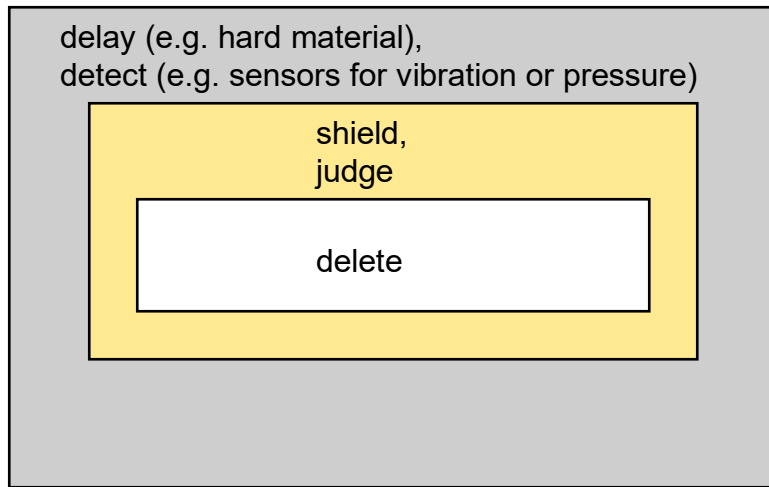 delay (e.g. hard material),
detect (e.g. sensors for vibration or pressure)
shield,
judge
delete